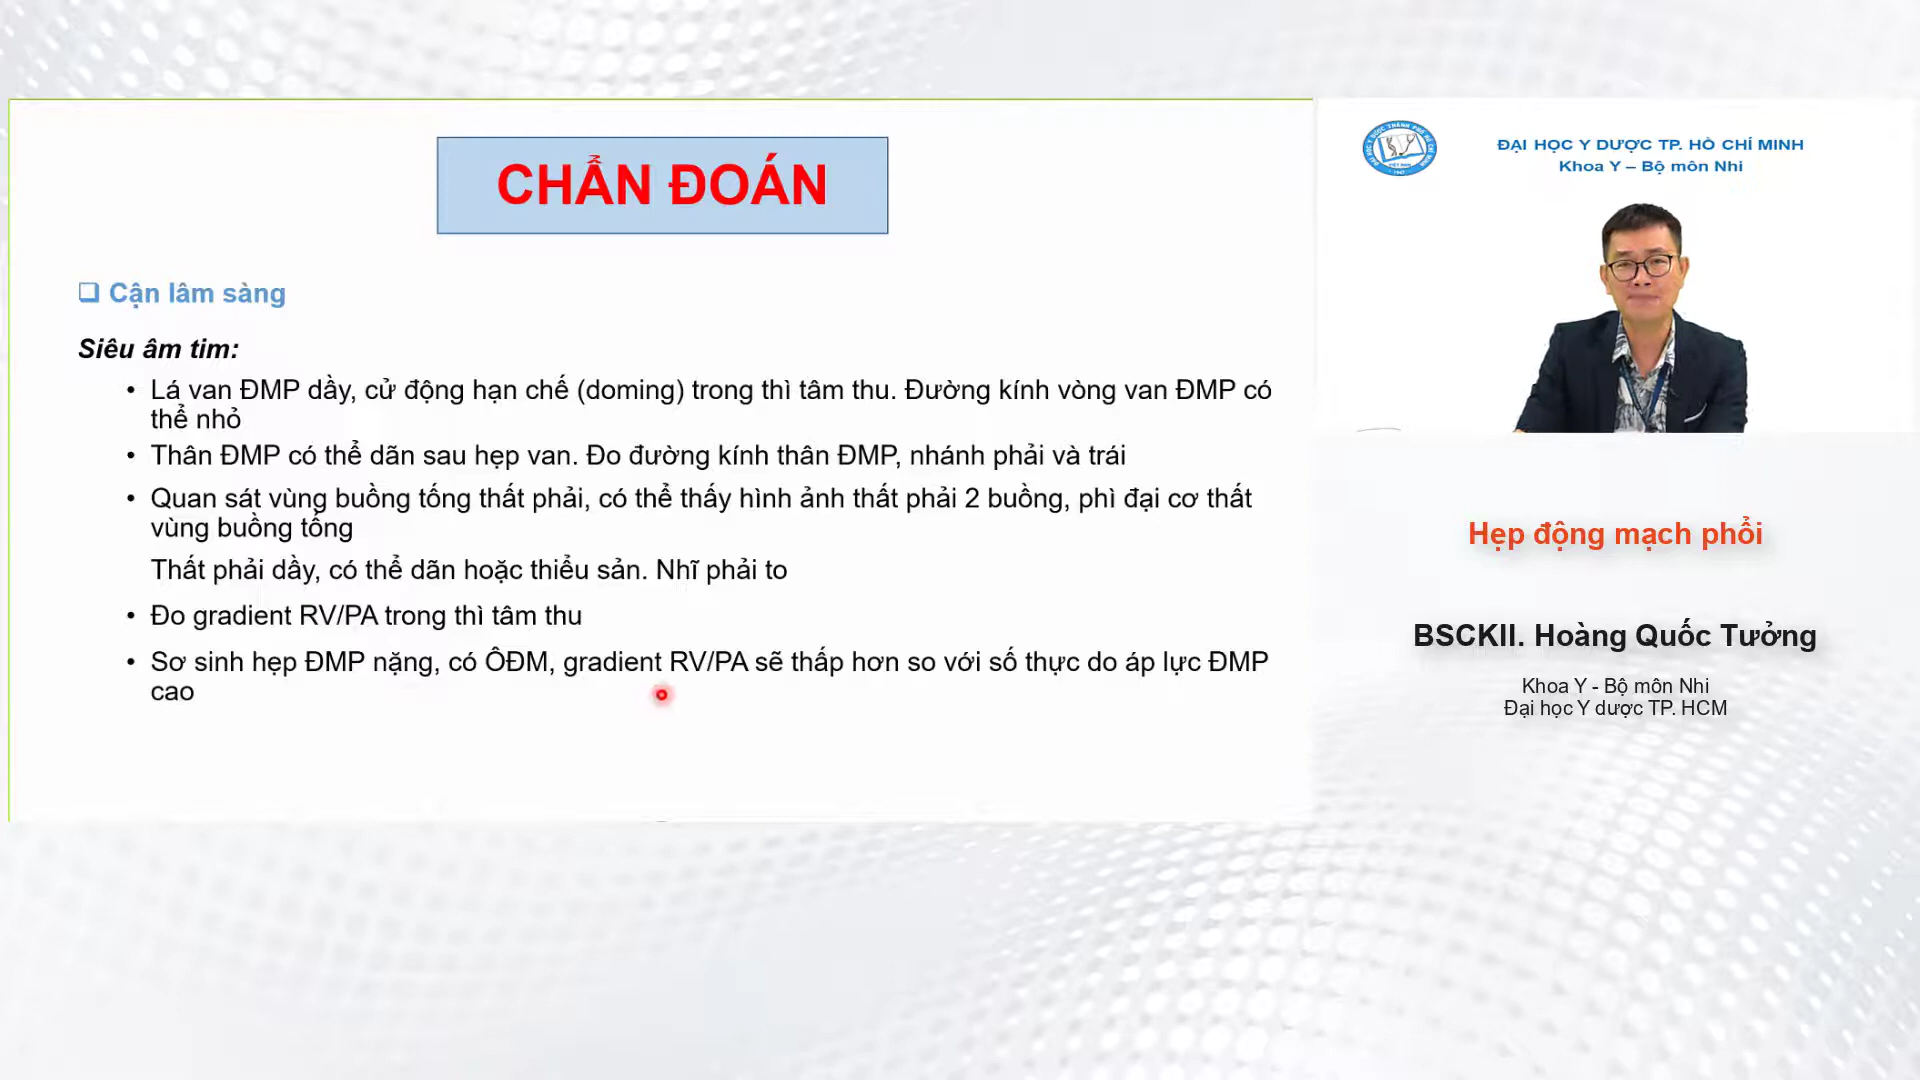 CHẨN ĐOÁN
❑ Cận lâm sàng
Siêu âm tim:
• Lá van ĐMP dầy, cử động hạn chế (doming) trong thì tâm thu. Đường kính vòng van ĐMP có
thể nhỏ
• Thân ĐMP có thể dãn sau hẹp van. Đo đường kính thân ĐMP, nhánh phải và trái
• Quan sát vùng buồng tống thất phải, có thể thấy hình ảnh thất phải 2 buồng, phì đại cơ thất
vùng buồng tống
Thất phải dầy, có thể dãn hoặc thiểu sản. Nhĩ phải to
• Đo gradient RV/PA trong thì tâm thu
• Sơ sinh hẹp ĐMP nặng, có ÔĐM, gradient RV/PA sẽ thấp hơn so với số thực do áp lực ĐMP
cao
ĐẠI HỌC Y DƯỢC TP. HỒ CHÍ MINH
Khoa Y – Bộ môn Nhi
Hẹp động mạch phổi
BSCKII. Hoàng Quốc Tưởng
Khoa Y - Bộ môn Nhi
Đại học Y dược TP. HCM